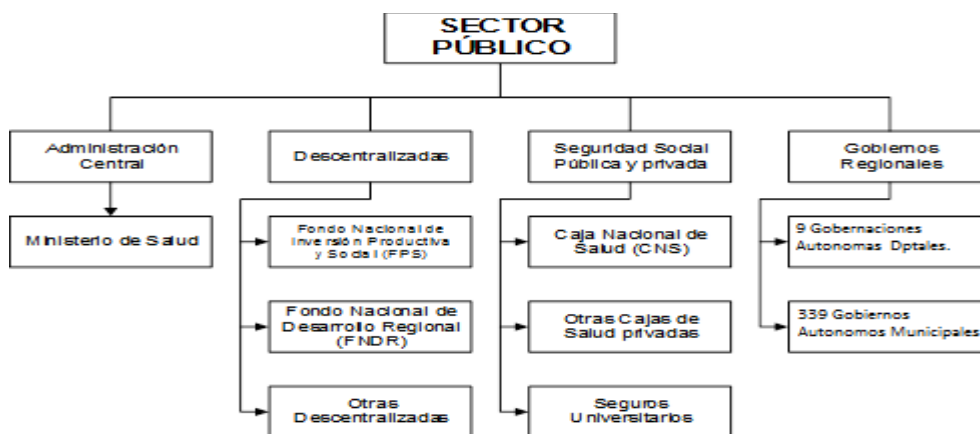 SECTOR
PÚBLICO
Administración
Central
Descentralizadas
Seguridad Social
Pública y privada
Gobiernos
Regionales
Ministerio de Salud
Fondo Nacional de
Inversión Productiva
y Social (FPS)
Caja Nacional de
Salud (CNS)
9 Gobernaciones
Autonomas Dptales.
Fondo Nacional de
Desarrollo Regional
(FNDR)
Otras Cajas de
Salud privadas
339 Gobiernos
Autonomos Municipales
Otras
Descentralizadas
Seguros
Universitarios